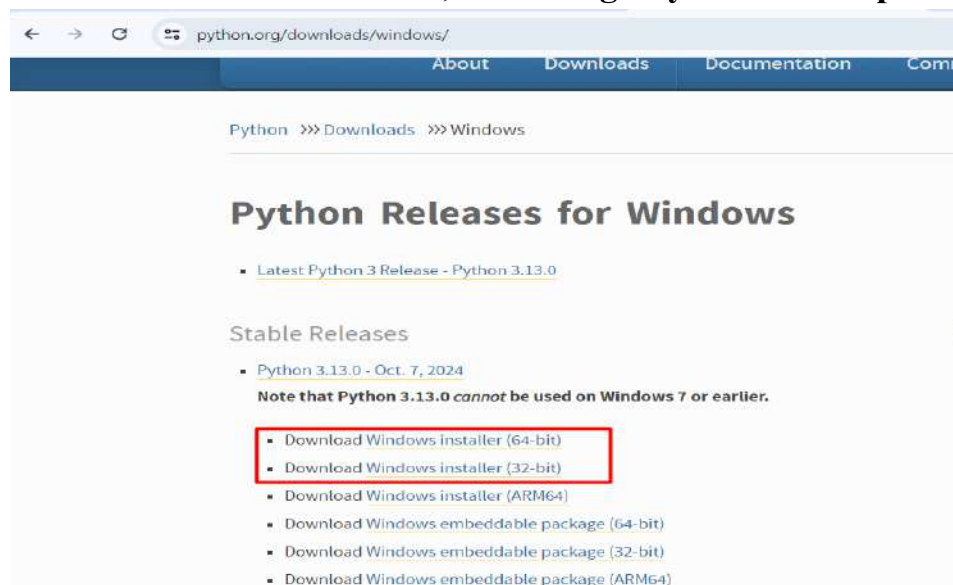 python.org/downloads/windows/
About Downloads Documentation
Python >>> Downloads >>> Windows
Python Releases for Windows
▪ Latest Python 3 Release - Python 3.13.0
Stable Releases
▪ Python 3.13.0 - Oct. 7, 2024
Note that Python 3.13.0 cannot be used on Windows 7 or earlier.
▪ Download Windows installer (64-bit)
▪ Download Windows installer (32-bit)
▪ Download Windows installer (ARM64)
▪ Download Windows embeddable package (64-bit)
▪ Download Windows embeddable package (32-bit)
▪ Download Windows embeddable package (ARM64)